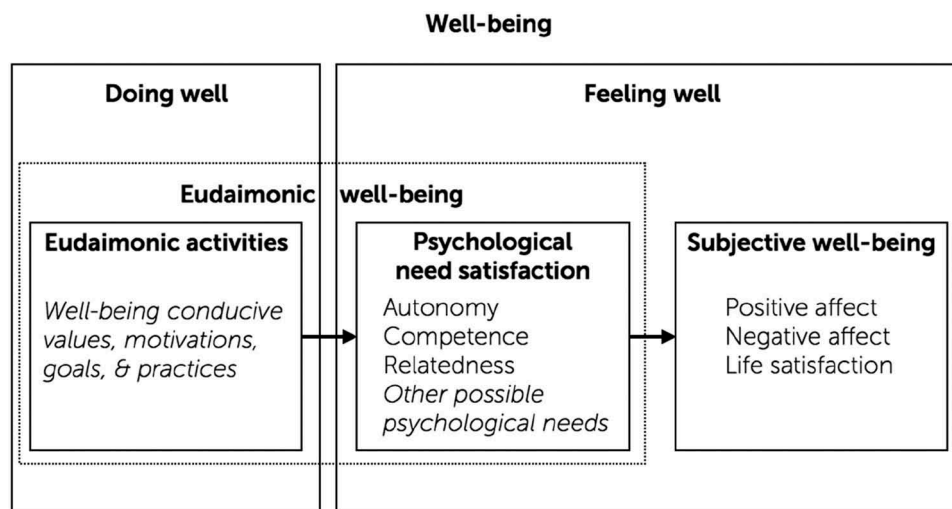 Well-being
Doing well
Feeling well
Eudaimonic well-being
Eudaimonic activities
Well-being conducive
values, motivations,
goals, & practices
Psychological
need satisfaction
Autonomy
Competence
Relatedness
Other possible
psychological needs
Subjective well-being
Positive affect
Negative affect
Life satisfaction